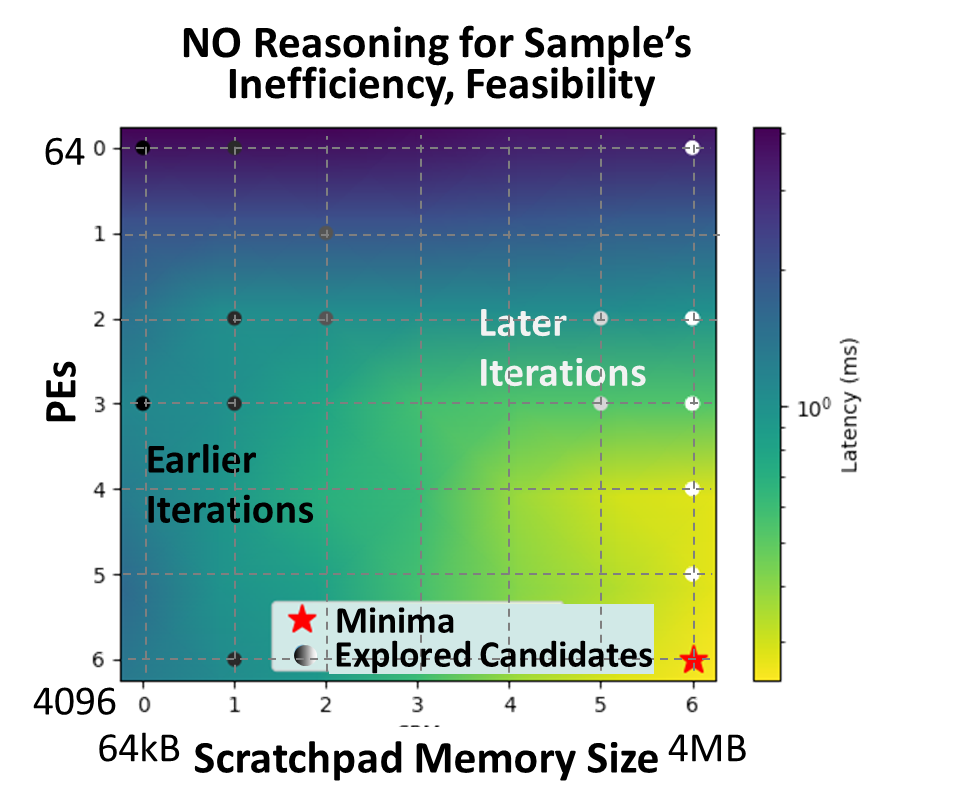 NO Reasoning for Sample's
Inefficiency, Feasibility
64 0
1
2
3
4
5
6
4096
PEs
Later
Iterations
Earlier
Iterations
Minima
Explored Candidates
0 1 2 3 4 5 6
64kB Scratchpad Memory Size 4MB
10⁰
Latency (ms)